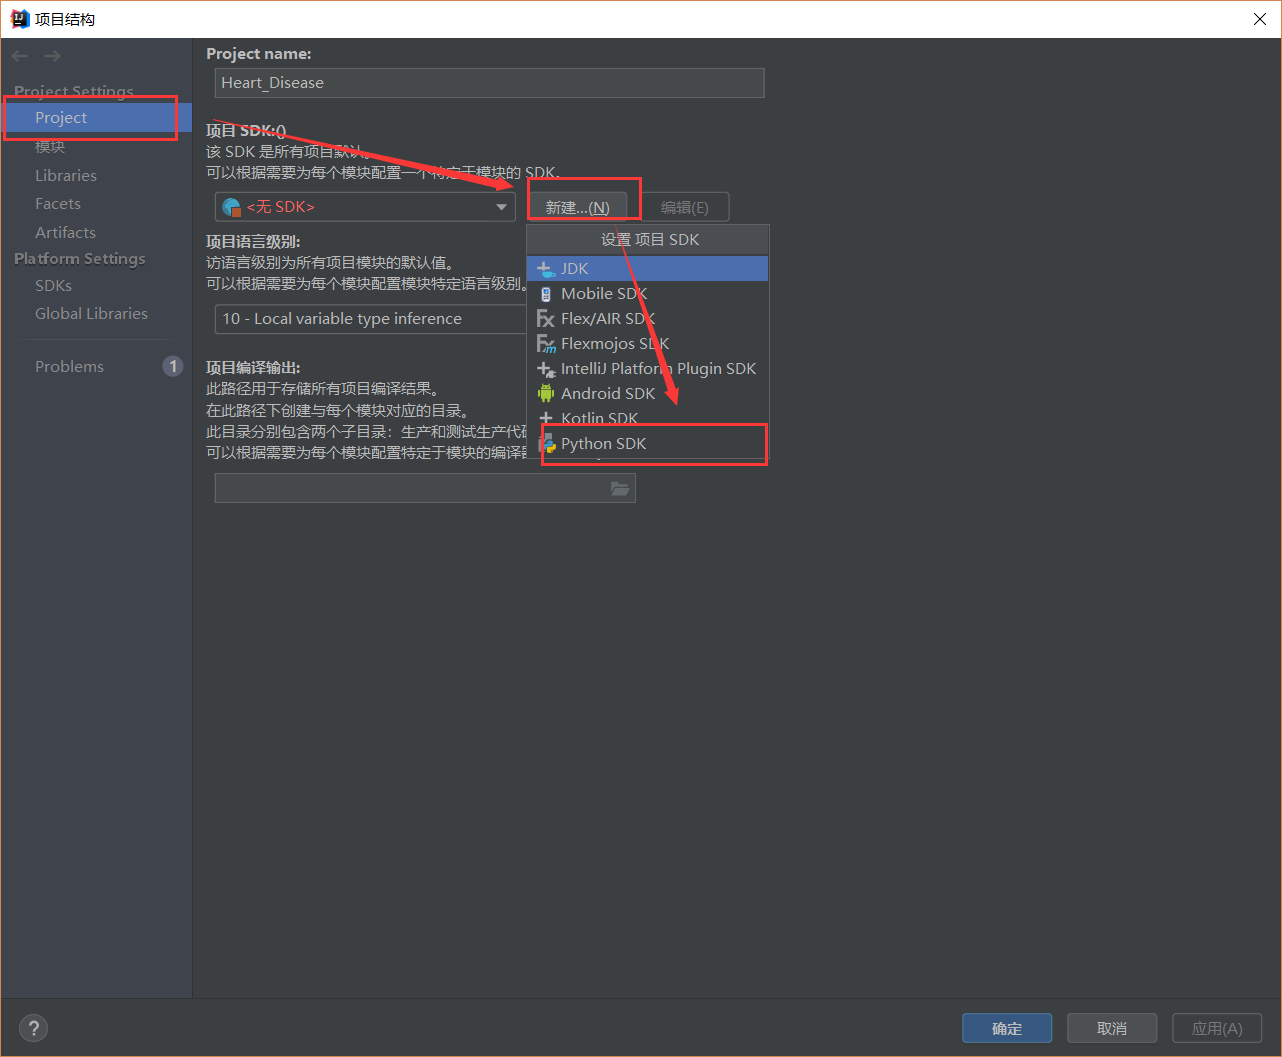 项目结构
Project Settings
Project
模块
Libraries
Facets
Artifacts
Platform Settings
SDKs
Global Libraries
Problems
1
Project name:
Heart_Disease
项目 SDK:()
该 SDK 是所有项目默认。
可以根据需要为每个模块配置一个特定于模块的 SDK。
<无 SDK>
新建...(N)
编辑(E)
设置 项目 SDK
JDK
Mobile SDK
Flex/AIR SDK
Flexmojos SDK
IntelliJ Platform Plugin SDK
Android SDK
Kotlin SDK
Python SDK
项目语言级别:
访语言级别为所有项目模块的默认值。
可以根据需要为每个模块配置模块特定语言级别。
10 - Local variable type inference
项目编译输出:
此路径用于存储所有项目编译结果。
在此路径下创建与每个模块对应的目录。
此目录分别包含两个子目录：生产和测试生产代
可以根据需要为每个模块配置特定于模块的编译
?
确定
取消
应用(A)